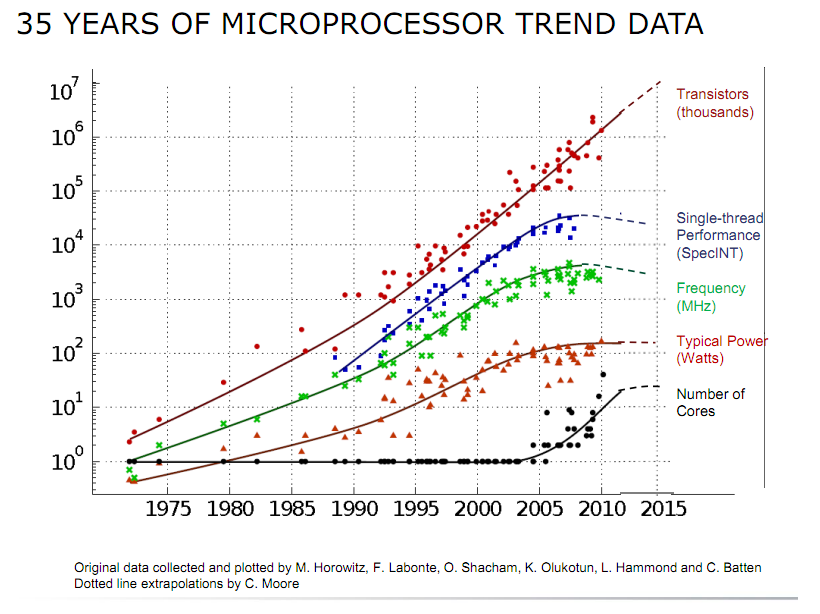 35 YEARS OF MICROPROCESSOR TREND DATA
10^7
10^6
10^5
10^4
10^3
10^2
10^1
10^0
Transistors
(thousands)
Single-thread
Performance
(SpecINT)
Frequency
(MHz)
Typical Power
(Watts)
Number of
Cores
1975 1980 1985 1990 1995 2000 2005 2010 2015
Original data collected and plotted by M. Horowitz, F. Labonte, O. Shacham, K. Olukotun, L. Hammond and C. Batten
Dotted line extrapolations by C. Moore